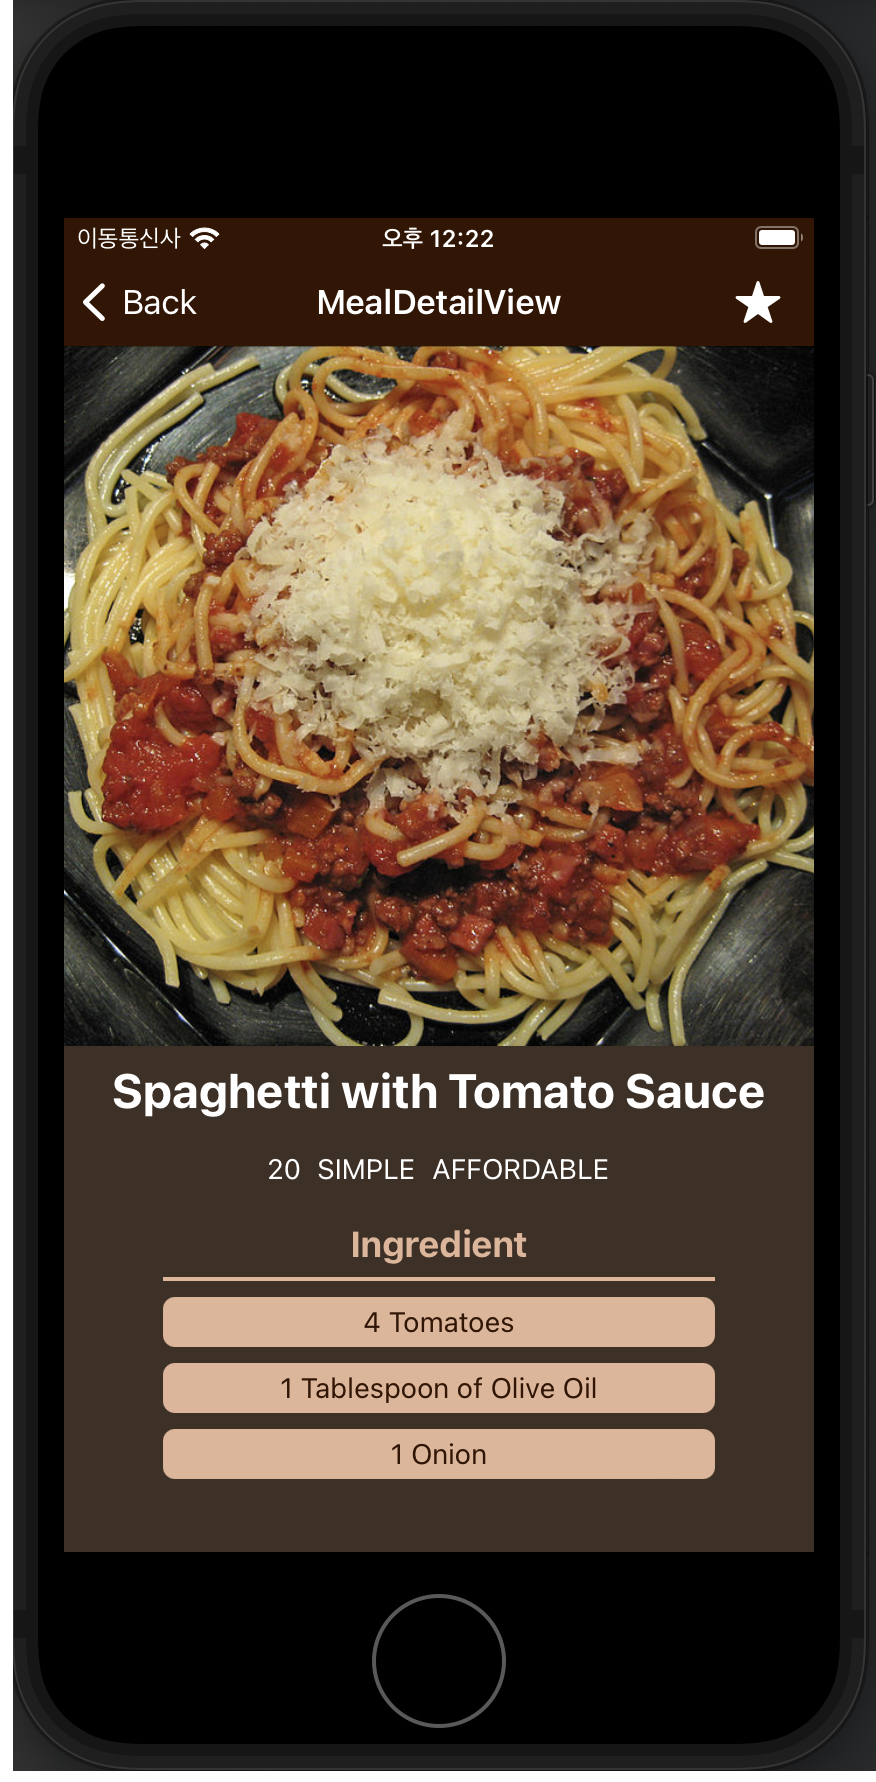 이동통신사 오후 12:22
Back MealDetailView
Spaghetti with Tomato Sauce
20 SIMPLE AFFORDABLE
Ingredient
4 Tomatoes
1 Tablespoon of Olive Oil
1 Onion